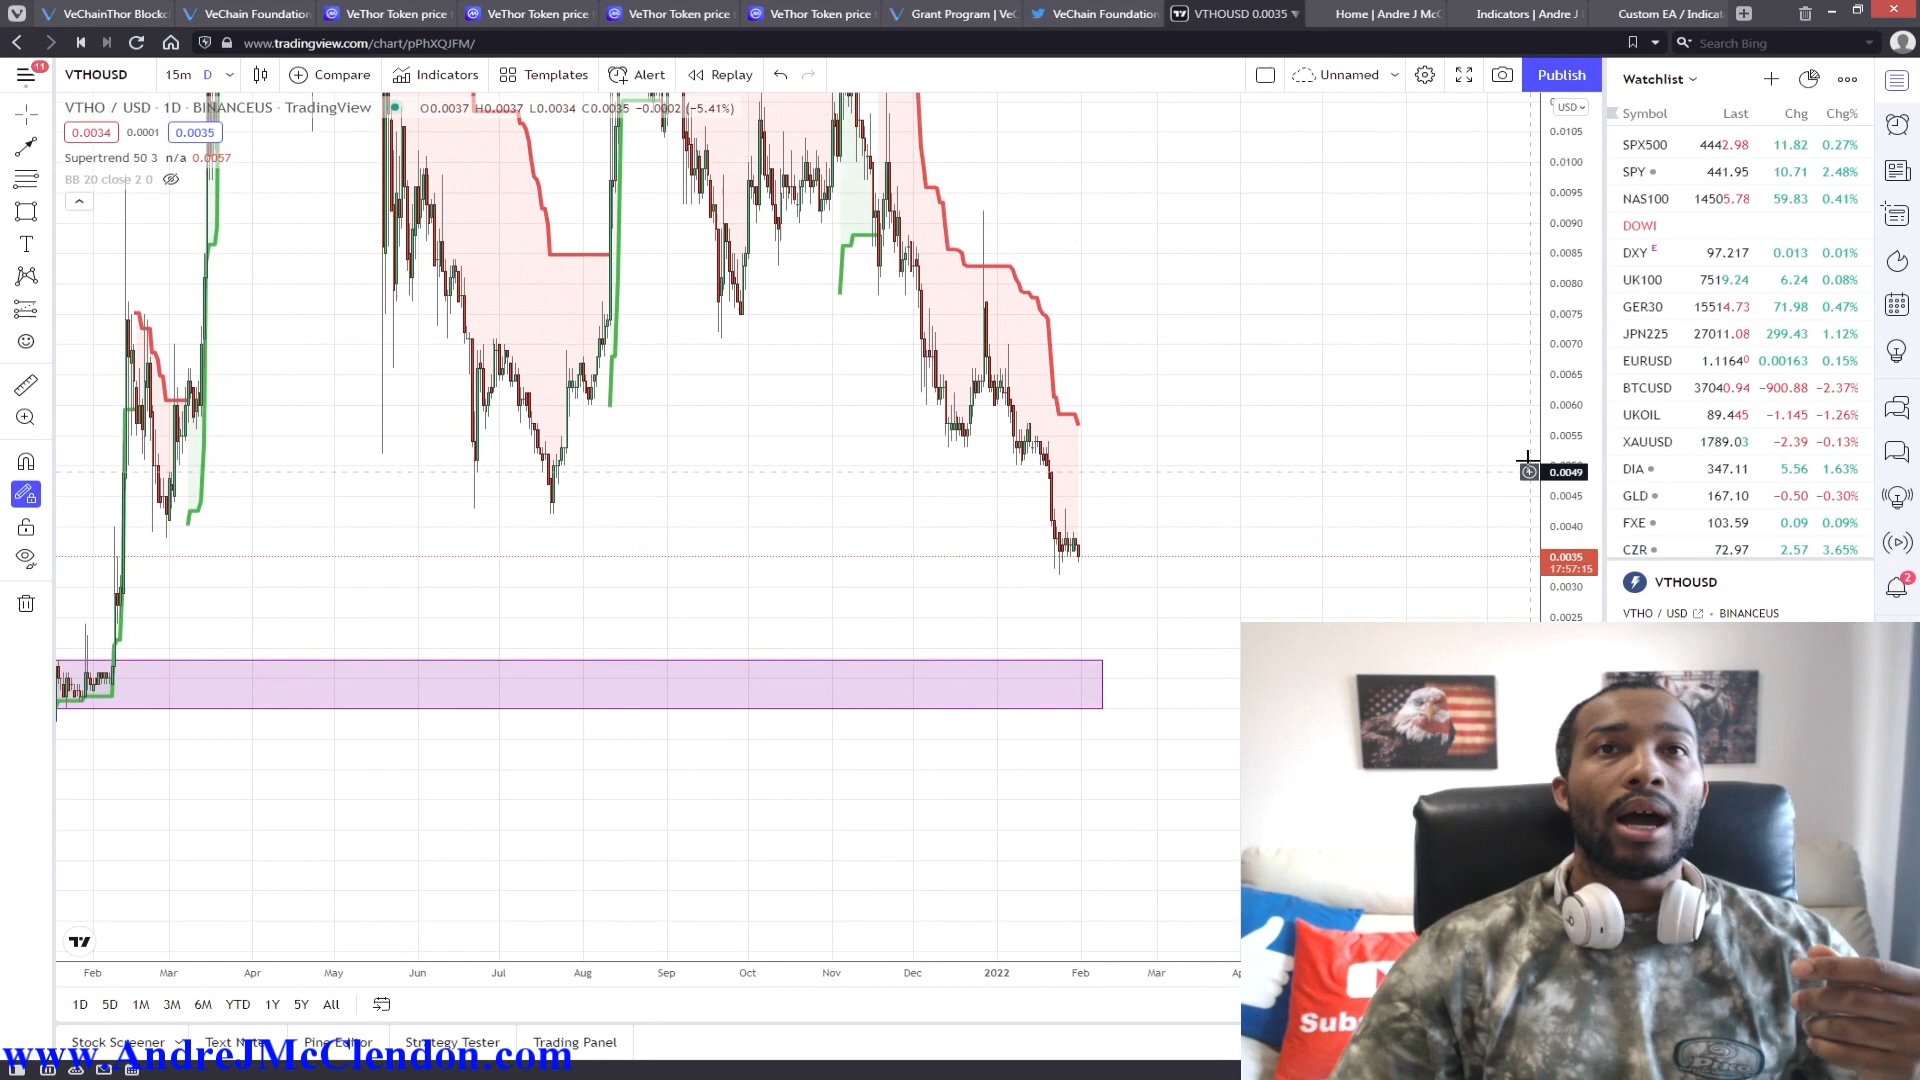 VeChainThor Blockc
VeChain Foundation
VeThor Token price
VeThor Token price
VeThor Token price
VeThor Token price
Grant Program | VeC
VeChain Foundation
VTHOUSD 0.0035
Home | Andre J McC
Indicators | Andre J
Custom EA / Indicat
www.tradingview.com/chart/pPhXQJFM/
Search Bing
11
VTHOUSD
15m
D
Compare
Indicators
Templates
Alert
Replay
Unnamed
Publish
VTHO / USD · 1D · BINANCEUS · TradingView
O0.0037 H0.0037 L0.0034 C0.0035 −0.0002 (−5.41%)
0.0034
0.0001
0.0035
Supertrend 50 3 n/a 0.0057
BB 20 close 2 0
USD
0.0105
0.0100
0.0095
0.0090
0.0085
0.0080
0.0075
0.0070
0.0065
0.0060
0.0055
0.0049
0.0045
0.0040
0.0035
17:57:15
0.0030
0.0025
Watchlist
Symbol Last Chg Chg%
SPX500 4442.98 11.82 0.27%
SPY 441.95 10.71 2.48%
NAS100 14505.78 59.83 0.41%
DOWI
DXY E 97.217 0.013 0.01%
UK100 7519.24 6.24 0.08%
GER30 15514.73 71.98 0.47%
JPN225 27011.08 299.43 1.12%
EURUSD 1.11640 0.00163 0.15%
BTCUSD 37040.94 −900.88 −2.37%
UKOIL 89.445 −1.145 −1.26%
XAUUSD 1789.03 −2.39 −0.13%
DIA 347.11 5.56 1.63%
GLD 167.10 −0.50 −0.30%
FXE 103.59 0.09 0.09%
CZR 72.97 2.57 3.65%
2
VTHOUSD
VTHO / USD · BINANCEUS
Feb Mar Apr May Jun Jul Aug Sep Oct Nov Dec 2022 Feb Mar
1D 5D 1M 3M 6M YTD 1Y 5Y All
Stock Screener
Text Notes
Pine Editor
Strategy Tester
Trading Panel
www.AndreJMcClendon.com
Subs